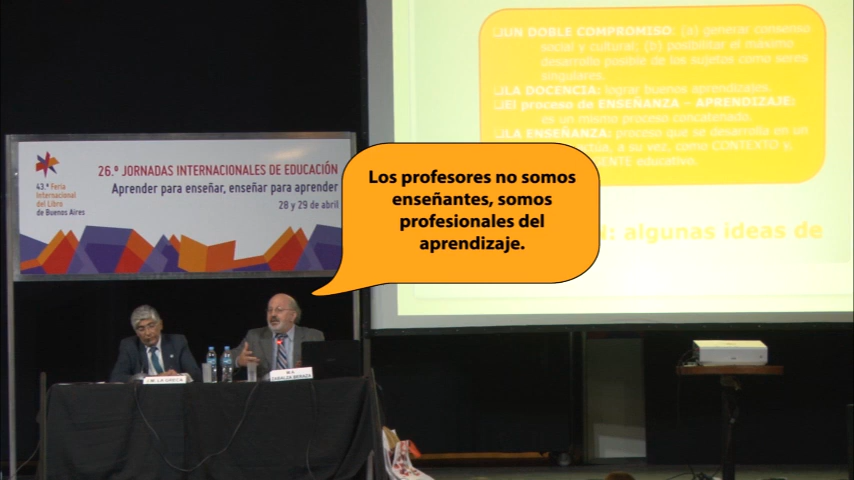 ❑UN DOBLE COMPROMISO: (a) generar consenso
social y cultural; (b) posibilitar el máximo
desarrollo posible de los sujetos como seres
singulares.
❑LA DOCENCIA: lograr buenos aprendizajes.
❑El proceso de ENSEÑANZA – APRENDIZAJE:
es un mismo proceso concatenado.
❑LA ENSEÑANZA: proceso que se desarrolla en un
actúa, a su vez, como CONTEXTO y,
educativo.
algunas ideas de
43.ª Feria
Internacional
del Libro
de Buenos Aires
26.º JORNADAS INTERNACIONALES DE EDUCACIÓN
Aprender para enseñar, enseñar para aprender
28 y 29 de abril
Los profesores no somos
enseñantes, somos
profesionales del
aprendizaje.
LA GRECA